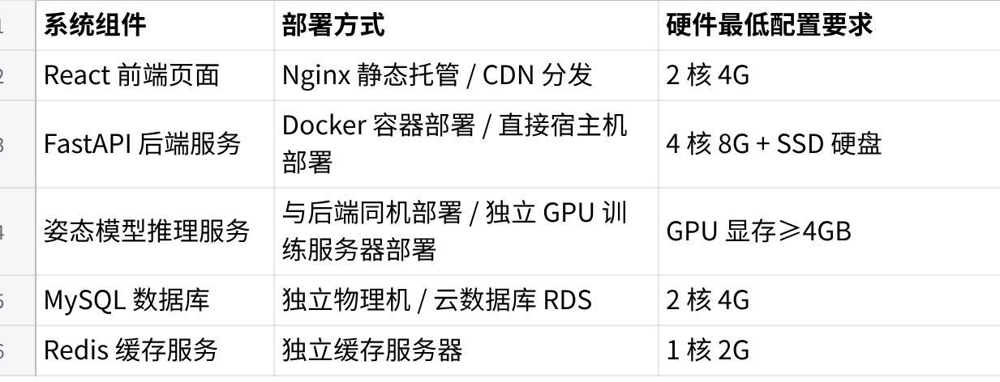 1 系统组件 部署方式 硬件最低配置要求
2 React 前端页面 Nginx 静态托管 / CDN 分发 2 核 4G
3 FastAPI 后端服务 Docker 容器部署 / 直接宿主机
部署 4 核 8G + SSD 硬盘
4 姿态模型推理服务 与后端同机部署 / 独立 GPU 训
练服务器部署 GPU 显存≥4GB
5 MySQL 数据库 独立物理机 / 云数据库 RDS 2 核 4G
6 Redis 缓存服务 独立缓存服务器 1 核 2G